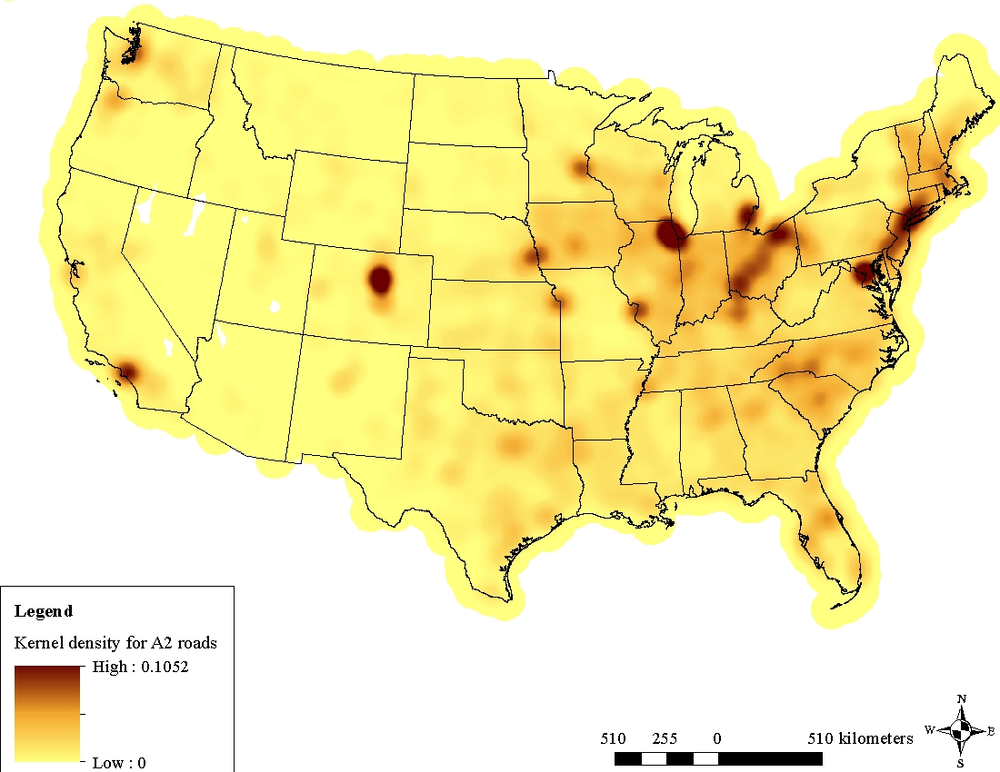 Legend
Kernel density for A2 roads
High : 0.1052
Low : 0
510 255 0 510 kilometers
N
W E
S